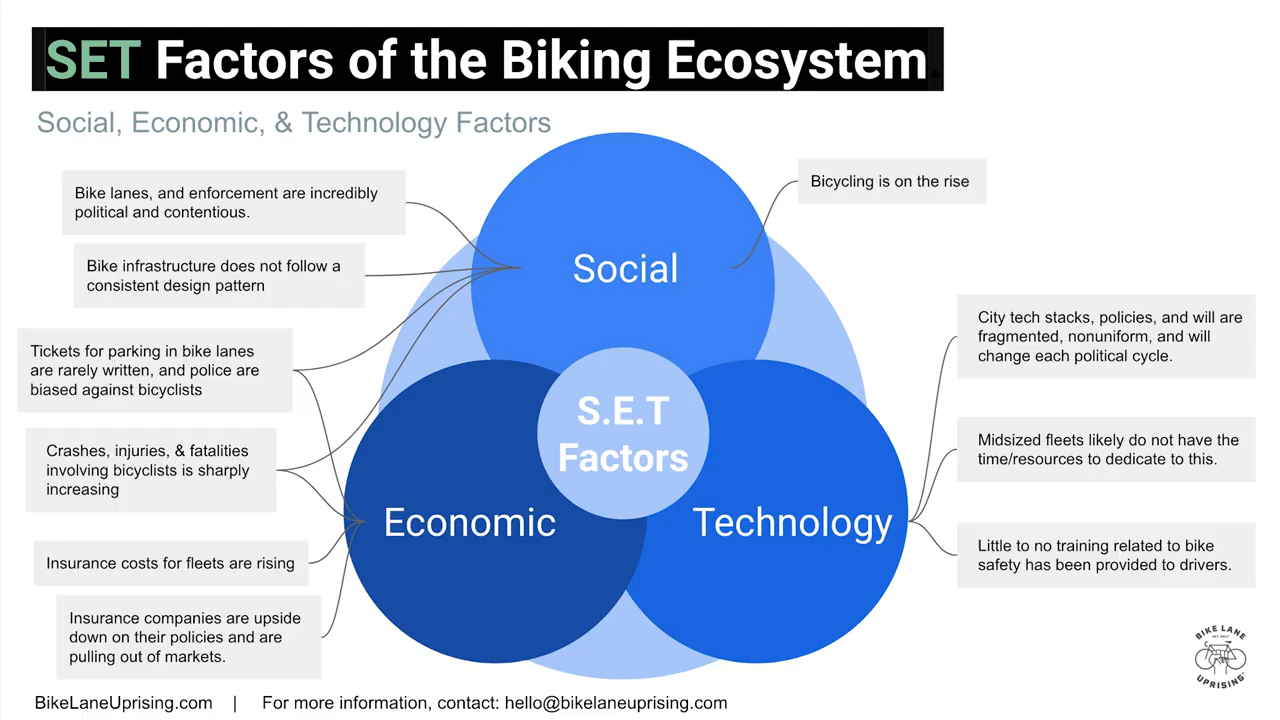 SET Factors of the Biking Ecosystem.
Social, Economic, & Technology Factors
Bike lanes, and enforcement are incredibly
political and contentious.
Bike infrastructure does not follow a
consistent design pattern
Tickets for parking in bike lanes
are rarely written, and police are
biased against bicyclists
Crashes, injuries, & fatalities
involving bicyclists is sharply
increasing
Insurance costs for fleets are rising
Insurance companies are upside
down on their policies and are
pulling out of markets.
Social
S.E.T
Factors
Economic
Technology
Bicycling is on the rise
City tech stacks, policies, and will are
fragmented, nonuniform, and will
change each political cycle.
Midsized fleets likely do not have the
time/resources to dedicate to this.
Little to no training related to bike
safety has been provided to drivers.
BIKE LANE
UPRISING
BikeLaneUprising.com | For more information, contact: hello@bikelaneuprising.com